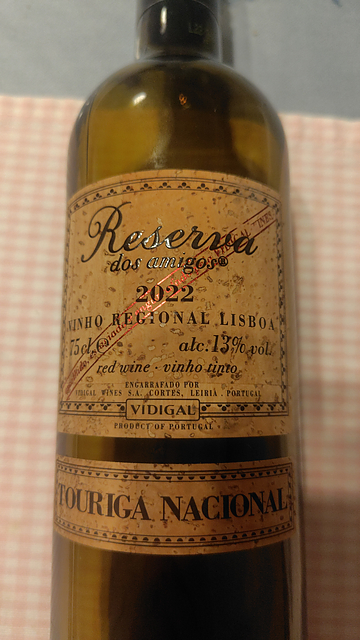 Reserva
dos amigos®
2022
VINHO REGIONAL LISBOA
75cl alc.13% vol.
red wine - vinho tinto
ENGARRAFADO POR
VIDIGAL WINES S.A. CORTES, LEIRIA, PORTUGAL
VIDIGAL
PRODUCT OF PORTUGAL
TOURIGA NACIONAL